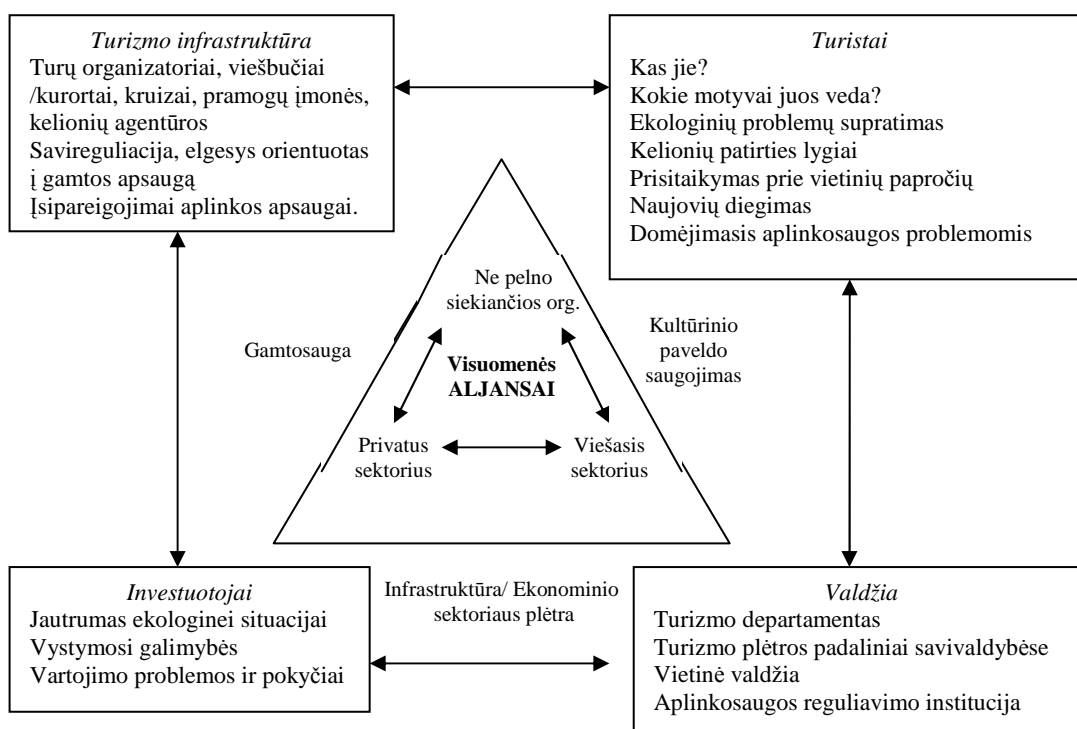 Turizmo infrastruktūra
Turų organizatoriai, viešbučiai
/kurortai, kruizai, pramogų įmonės,
kelionių agentūros
Savireguliacija, elgesys orientuotas
į gamtos apsaugą
Įsipareigojimai aplinkos apsaugai.
Turistai
Kas jie?
Kokie motyvai juos veda?
Ekologinių problemų supratimas
Kelionių patirties lygiai
Prisitaikymas prie vietinių papročių
Naujovių diegimas
Domėjimasis aplinkosaugos problemomis
Ne pelno
siekiančios org.
Gamtosauga
Kultūrinio
paveldo
saugojimas
Visuomenės
ALJANSAI
Privatus
sektorius
Viešasis
sektorius
Investuotojai
Jautrumas ekologinei situacijai
Vystymosi galimybės
Vartojimo problemos ir pokyčiai
Infrastruktūra/ Ekonominio
sektoriaus plėtra
Valdžia
Turizmo departamentas
Turizmo plėtros padaliniai savivaldybėse
Vietinė valdžia
Aplinkosaugos reguliavimo institucija